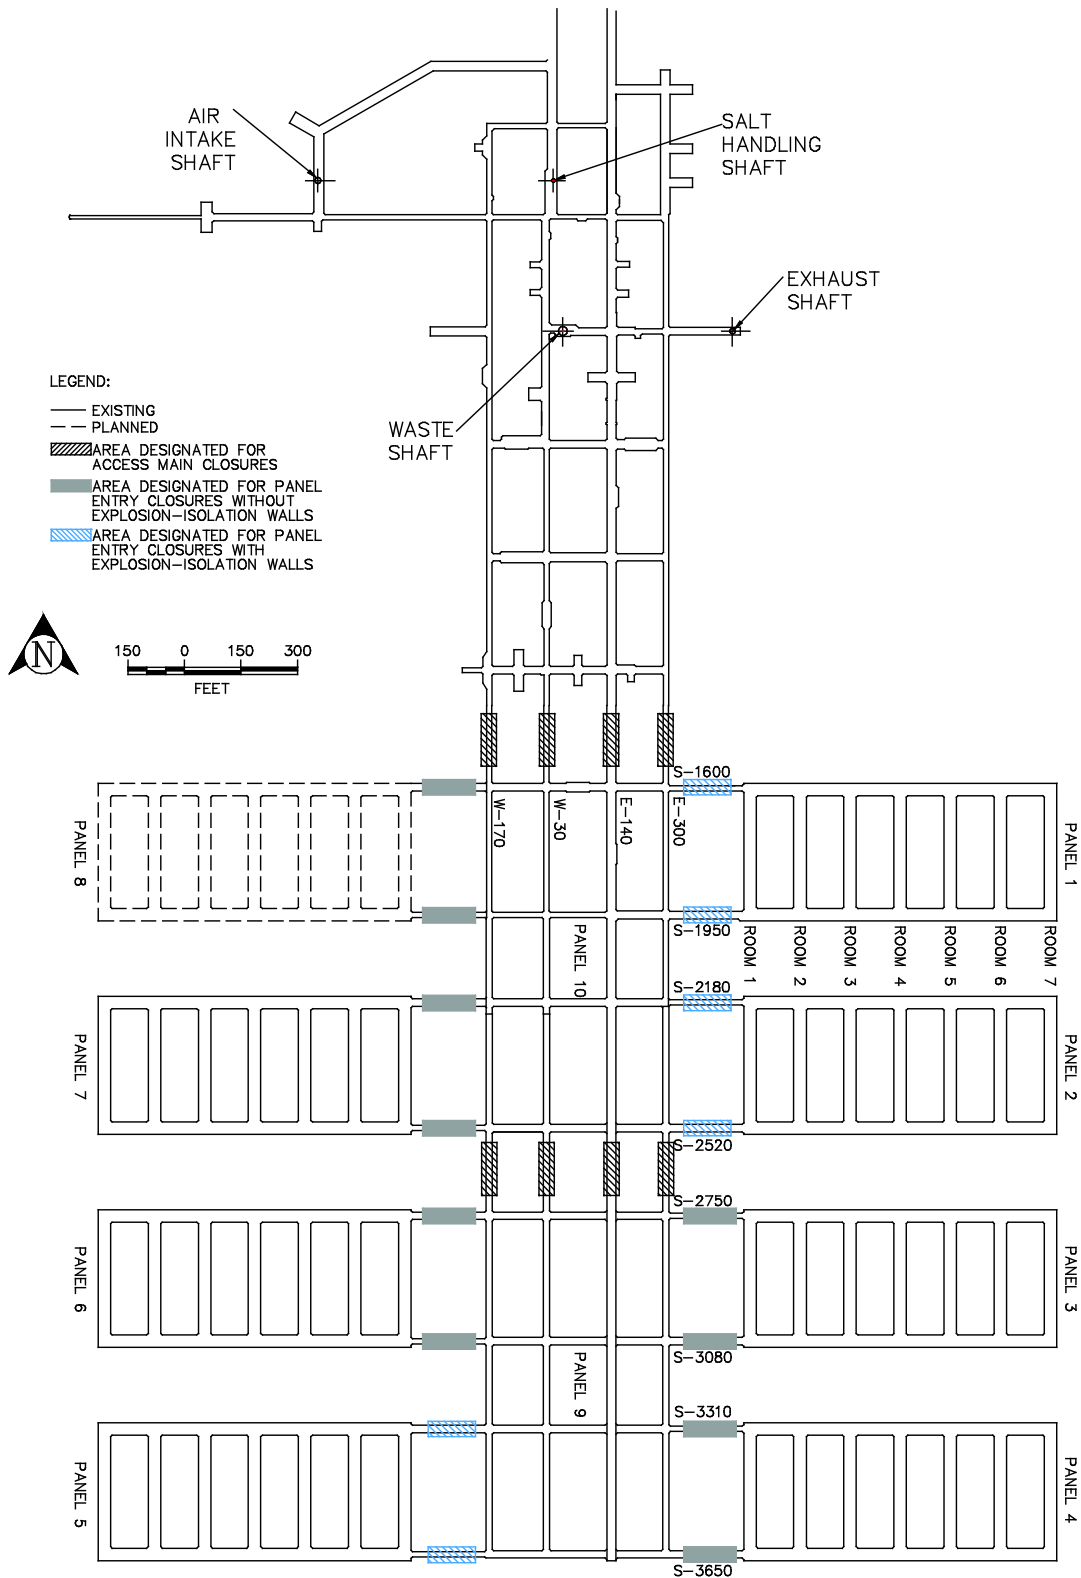 AIR
INTAKE
SHAFT
SALT
HANDLING
SHAFT
EXHAUST
SHAFT
WASTE
SHAFT
LEGEND:
EXISTING
PLANNED
AREA DESIGNATED FOR
ACCESS MAIN CLOSURES
AREA DESIGNATED FOR PANEL
ENTRY CLOSURES WITHOUT
EXPLOSION-ISOLATION WALLS
AREA DESIGNATED FOR PANEL
ENTRY CLOSURES WITH
EXPLOSION-ISOLATION WALLS
N
150 0 150 300
FEET
S-1600
W-170
W-30
E-140
E-300
PANEL 8
PANEL 1
S-1950
PANEL 10
ROOM 1
ROOM 2
ROOM 3
ROOM 4
ROOM 5
ROOM 6
ROOM 7
S-2180
PANEL 7
PANEL 2
S-2520
S-2750
PANEL 6
PANEL 3
S-3080
PANEL 9
S-3310
PANEL 5
PANEL 4
S-3650